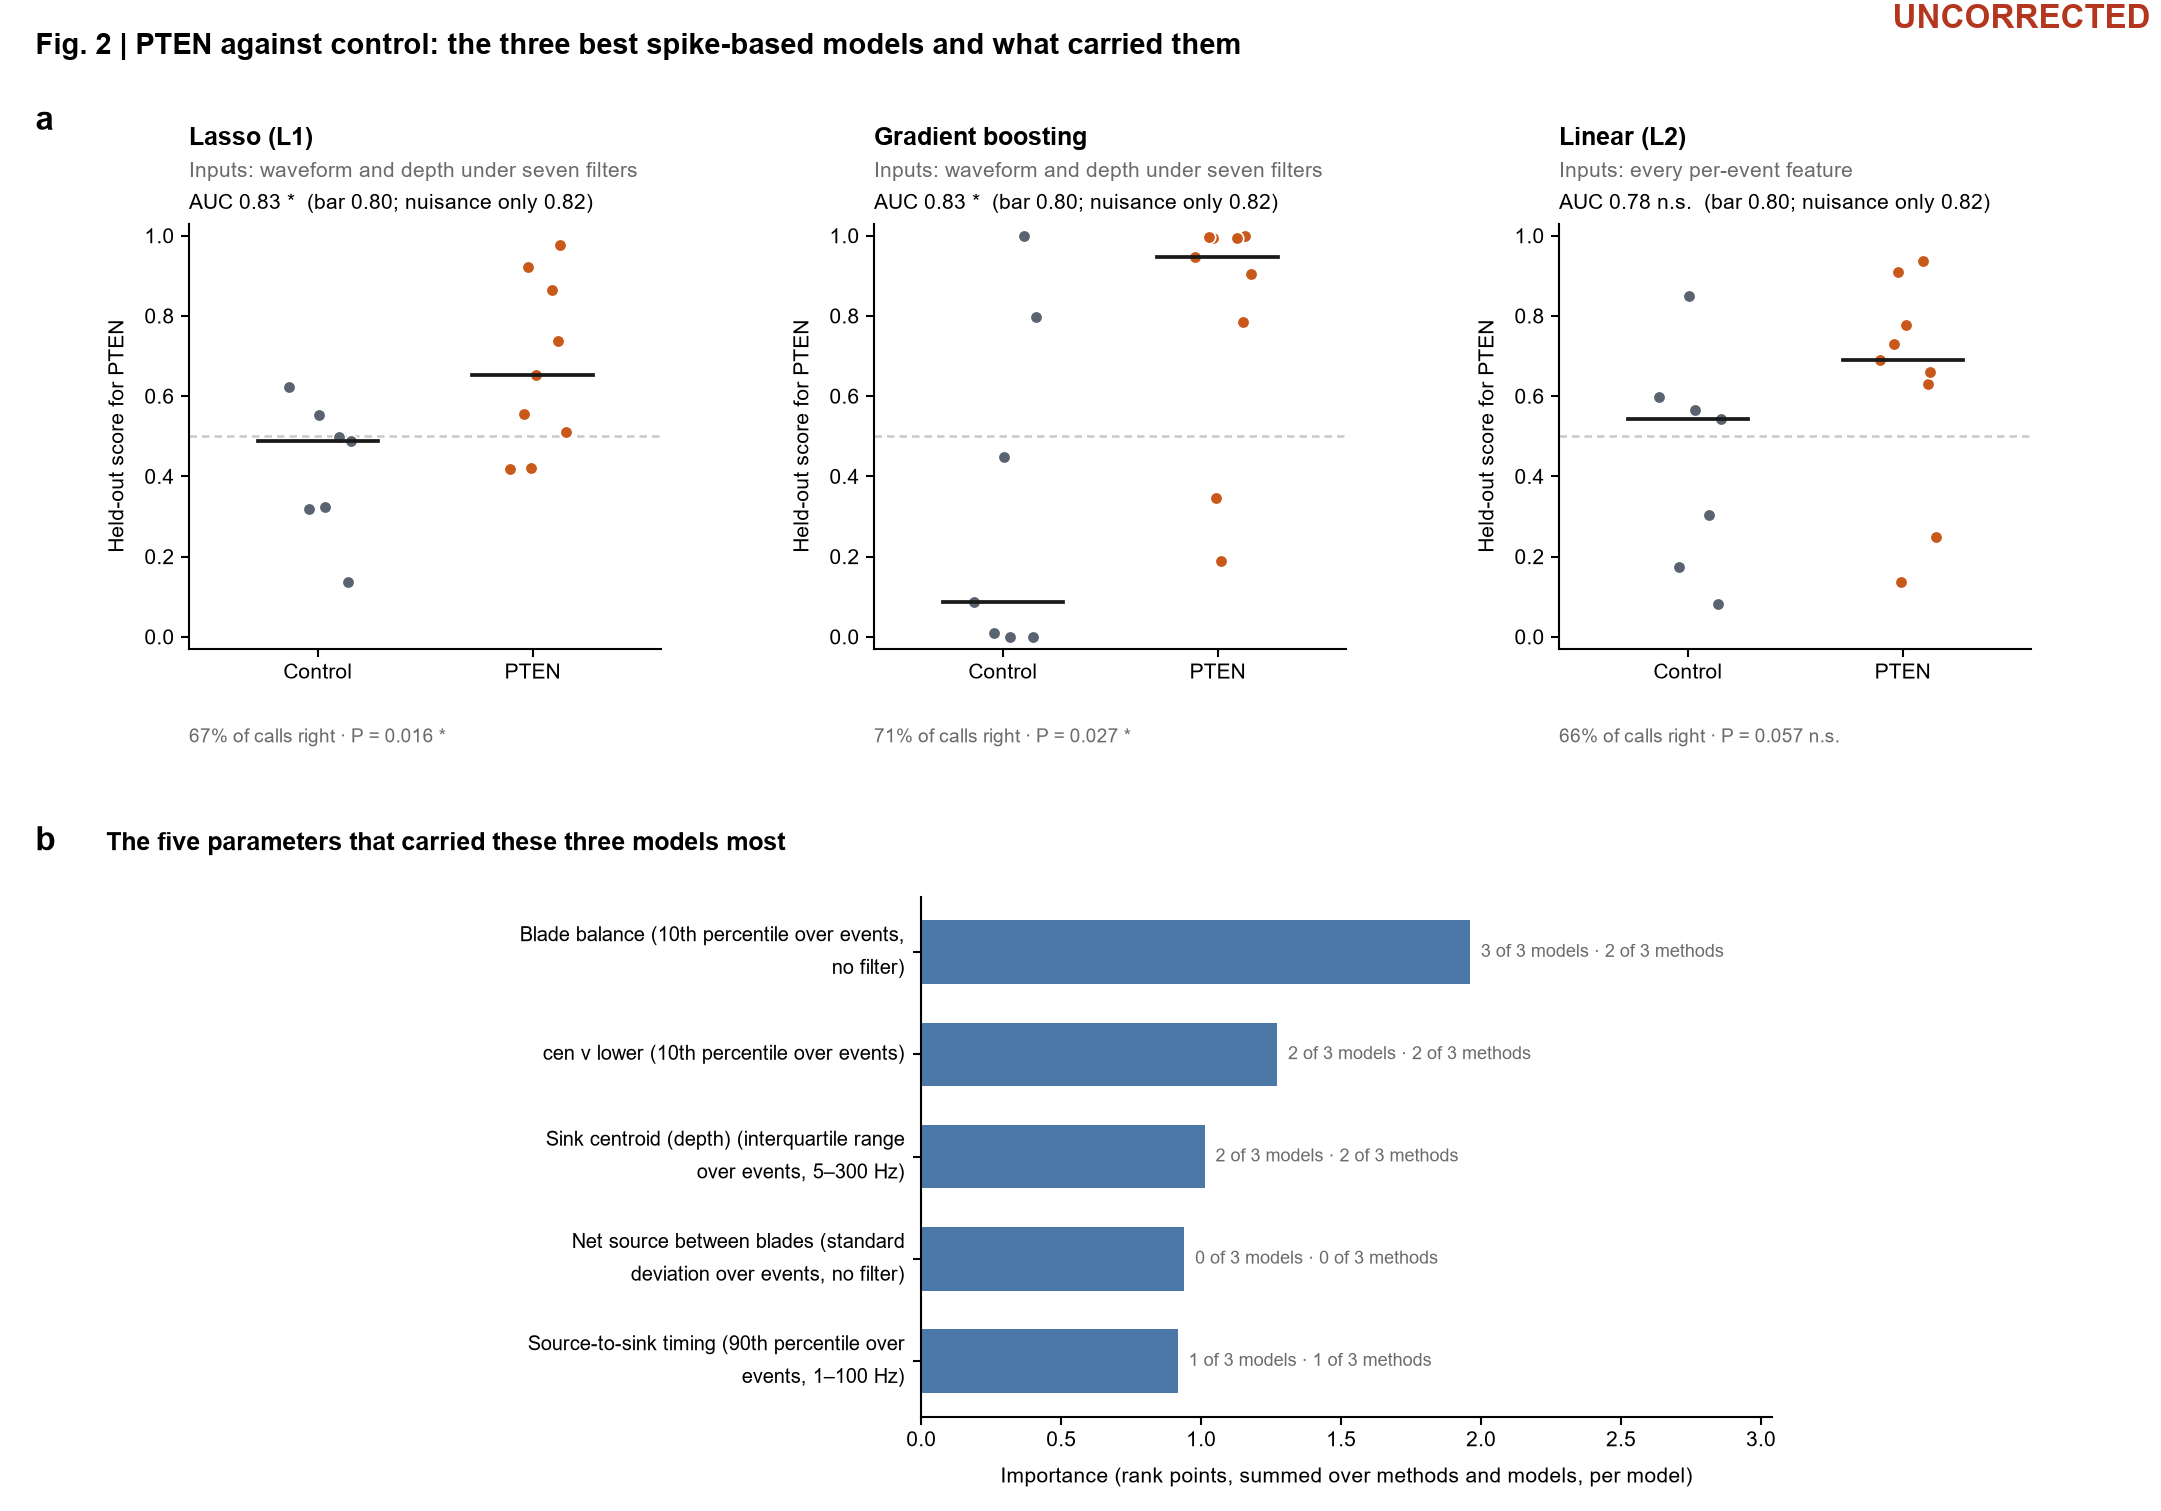 UNCORRECTED
Fig. 2 | PTEN against control: the three best spike-based models and what carried them
a
Lasso (L1)
Inputs: waveform and depth under seven filters
AUC 0.83 *  (bar 0.80; nuisance only 0.82)
1.0
0.8
0.6
0.4
0.2
0.0
Held-out score for PTEN
Control
PTEN
67% of calls right · P = 0.016 *
Gradient boosting
Inputs: waveform and depth under seven filters
AUC 0.83 *  (bar 0.80; nuisance only 0.82)
1.0
0.8
0.6
0.4
0.2
0.0
Held-out score for PTEN
Control
PTEN
71% of calls right · P = 0.027 *
Linear (L2)
Inputs: every per-event feature
AUC 0.78 n.s.  (bar 0.80; nuisance only 0.82)
1.0
0.8
0.6
0.4
0.2
0.0
Held-out score for PTEN
Control
PTEN
66% of calls right · P = 0.057 n.s.
b
The five parameters that carried these three models most
Blade balance (10th percentile over events,
no filter)
3 of 3 models · 2 of 3 methods
cen v lower (10th percentile over events)
2 of 3 models · 2 of 3 methods
Sink centroid (depth) (interquartile range
over events, 5–300 Hz)
2 of 3 models · 2 of 3 methods
Net source between blades (standard
deviation over events, no filter)
0 of 3 models · 0 of 3 methods
Source-to-sink timing (90th percentile over
events, 1–100 Hz)
1 of 3 models · 1 of 3 methods
0.0 0.5 1.0 1.5 2.0 2.5 3.0
Importance (rank points, summed over methods and models, per model)